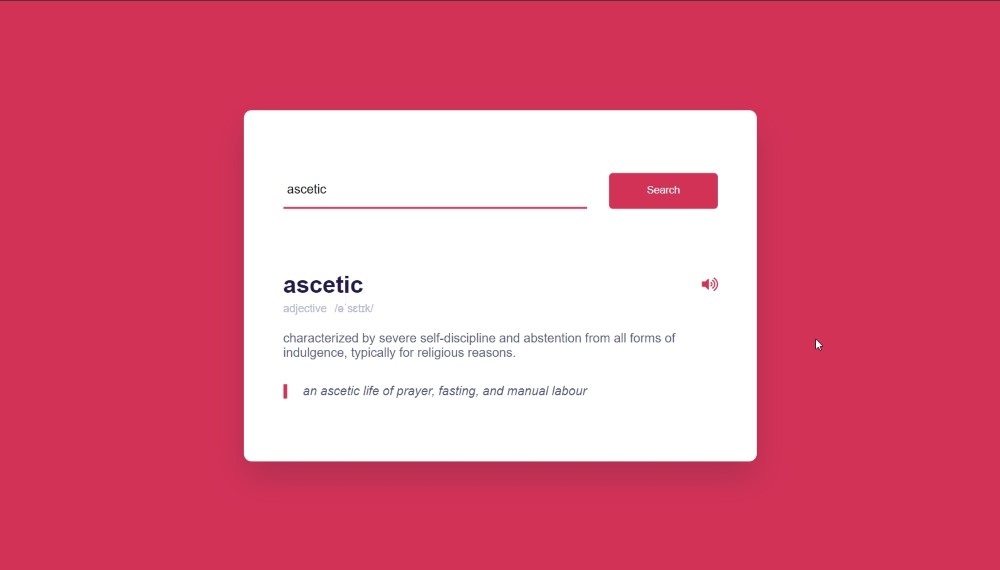 ascetic
Search
ascetic
adjective /əˈsɛtɪk/
characterized by severe self-discipline and abstention from all forms of
indulgence, typically for religious reasons.
an ascetic life of prayer, fasting, and manual labour